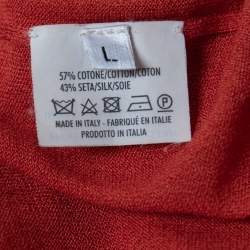 L
57% COTONE/COTTON/COTON
43% SETA/SILK/SOIE
P
MADE IN ITALY - FABRIQUÉ EN ITALIE
PRODOTTO IN ITALIA